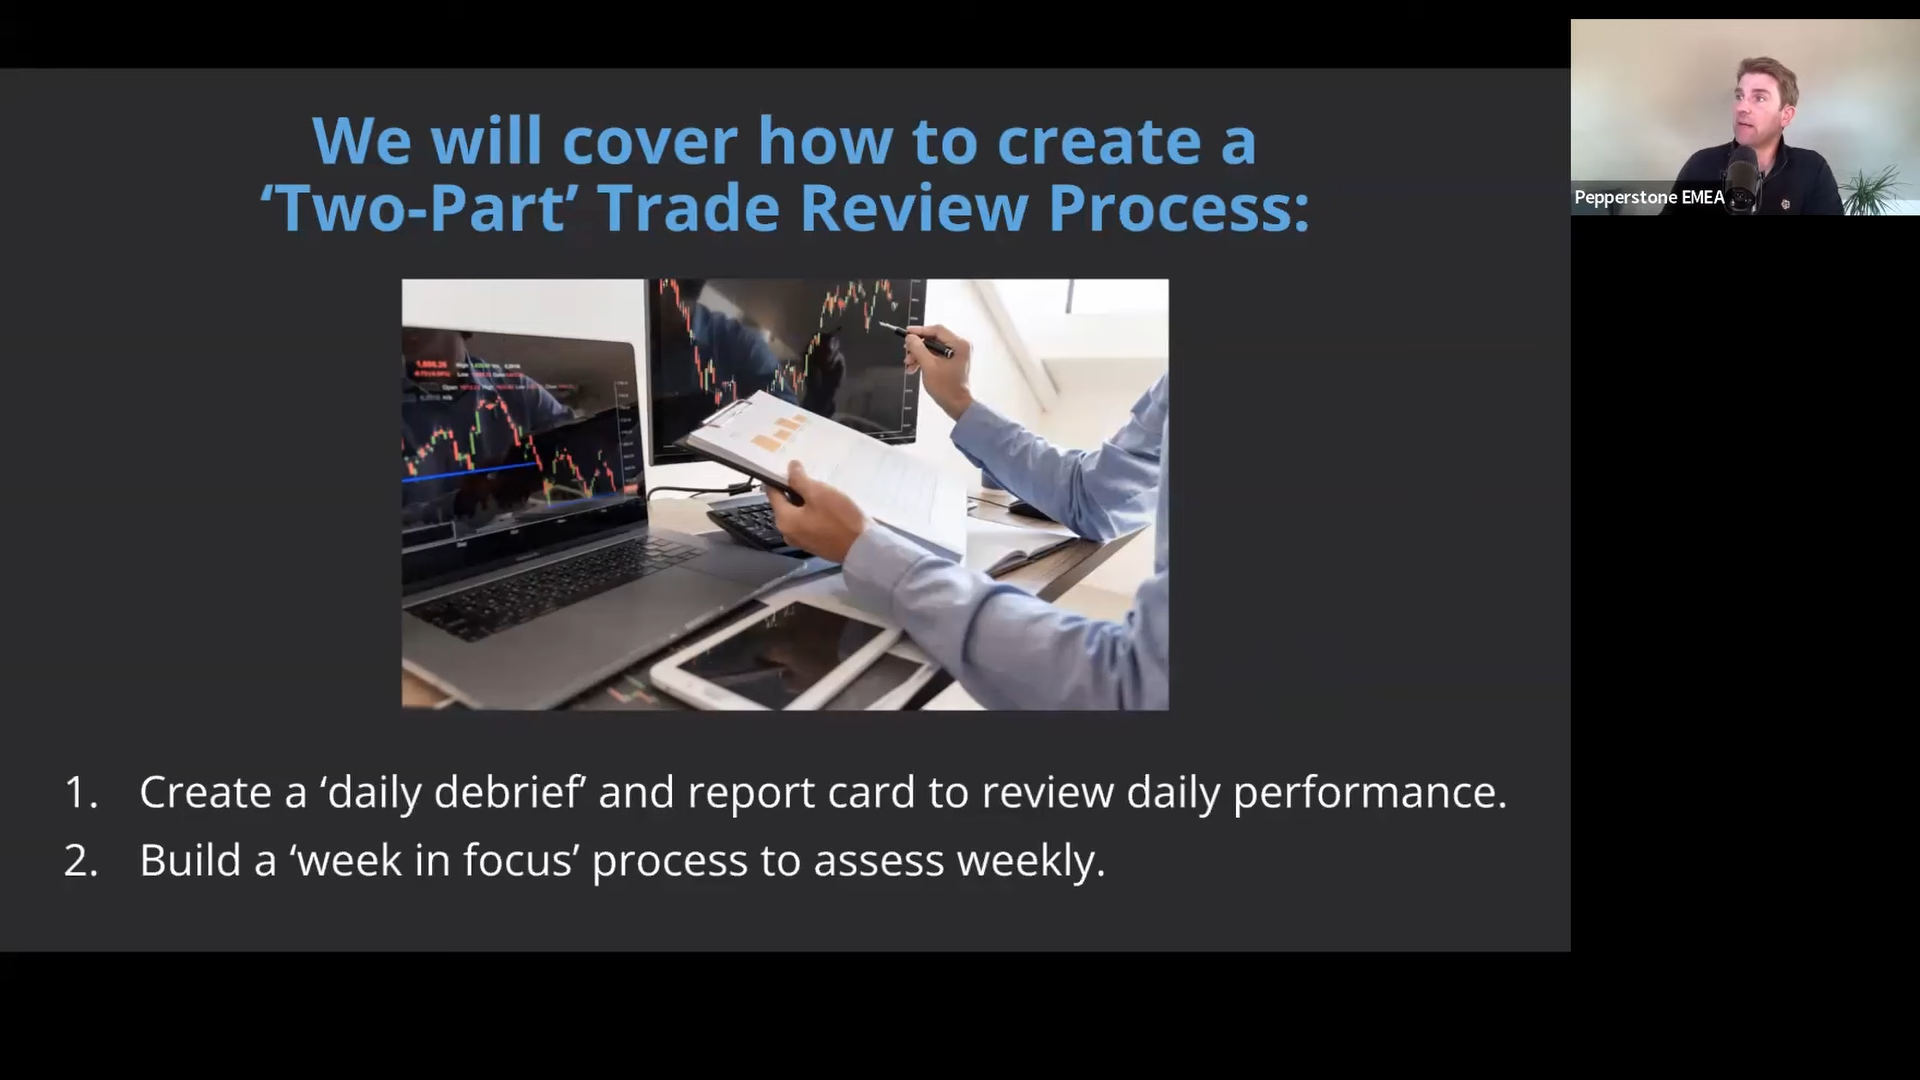 We will cover how to create a
‘Two-Part’ Trade Review Process:
Pepperstone EMEA
1. Create a ‘daily debrief’ and report card to review daily performance.
2. Build a ‘week in focus’ process to assess weekly.